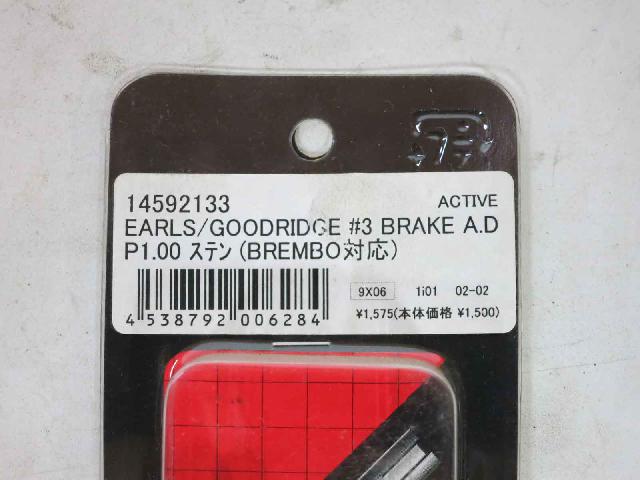 14592133 ACTIVE
EARLS/GOODRIDGE #3 BRAKE A.D
P1.00 ステン(BREMBO対応)
9X06 1i01 02-02
4 538792 006284
¥1,575(本体価格 ¥1,500)